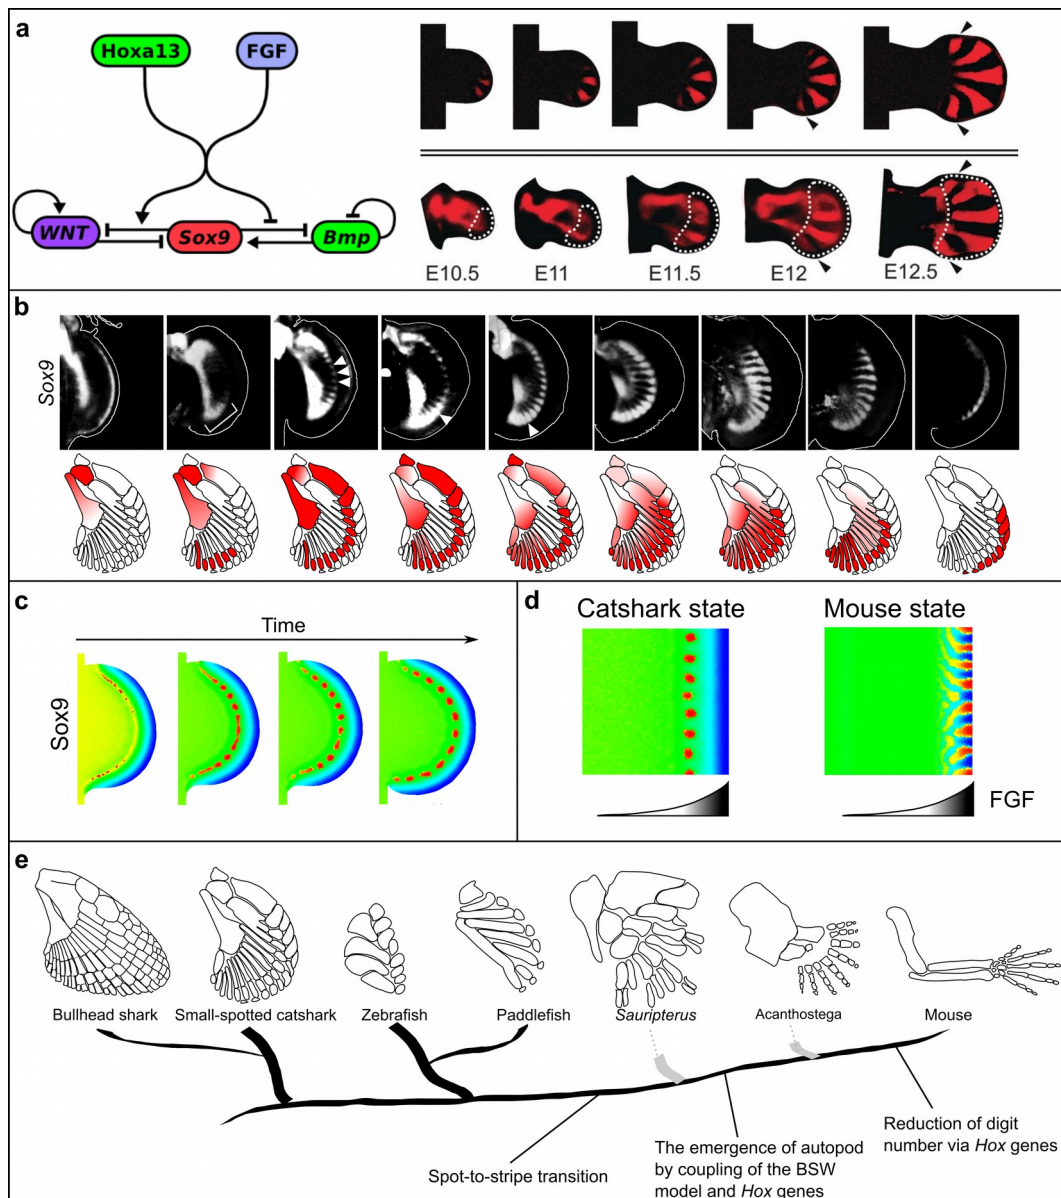 a
Hoxa13
FGF
WNT
Sox9
Bmp
E10.5
E11
E11.5
E12
E12.5
b
Sox9
c
Time
Sox9
d
Catshark state
Mouse state
FGF
e
Bullhead shark
Small-spotted catshark
Zebrafish
Paddlefish
Sauripterus
Acanthostega
Mouse
Spot-to-stripe transition
The emergence of autopod
by coupling of the BSW
model and Hox genes
Reduction of digit
number via Hox genes